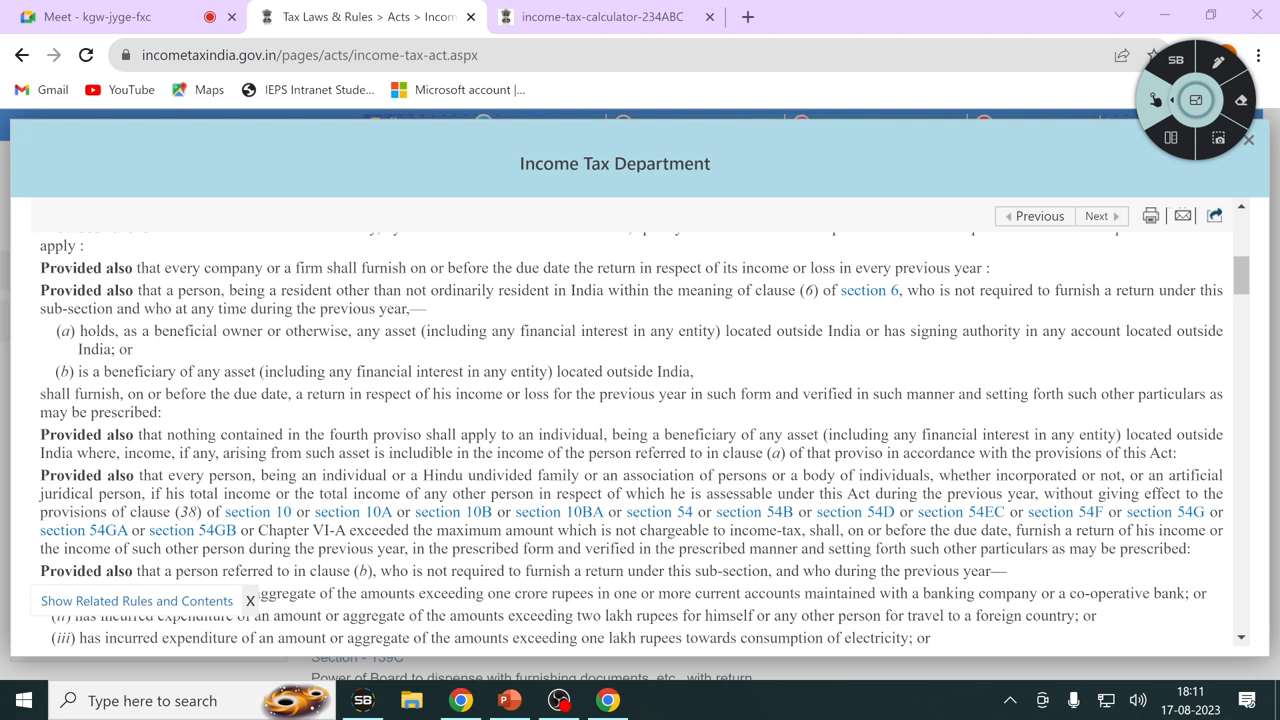 Meet - kgw-jyge-fxc
Tax Laws & Rules > Acts > Incom
income-tax-calculator-234ABC
incometaxindia.gov.in/pages/acts/income-tax-act.aspx
Gmail
YouTube
Maps
IEPS Intranet Stude...
Microsoft account |...
SB
Income Tax Department
Previous
Next
apply :
Provided also that every company or a firm shall furnish on or before the due date the return in respect of its income or loss in every previous year :
Provided also that a person, being a resident other than not ordinarily resident in India within the meaning of clause (6) of section 6, who is not required to furnish a return under this
sub-section and who at any time during the previous year,—
(a) holds, as a beneficial owner or otherwise, any asset (including any financial interest in any entity) located outside India or has signing authority in any account located outside
India; or
(b) is a beneficiary of any asset (including any financial interest in any entity) located outside India,
shall furnish, on or before the due date, a return in respect of his income or loss for the previous year in such form and verified in such manner and setting forth such other particulars as
may be prescribed:
Provided also that nothing contained in the fourth proviso shall apply to an individual, being a beneficiary of any asset (including any financial interest in any entity) located outside
India where, income, if any, arising from such asset is includible in the income of the person referred to in clause (a) of that proviso in accordance with the provisions of this Act:
Provided also that every person, being an individual or a Hindu undivided family or an association of persons or a body of individuals, whether incorporated or not, or an artificial
juridical person, if his total income or the total income of any other person in respect of which he is assessable under this Act during the previous year, without giving effect to the
provisions of clause (38) of section 10 or section 10A or section 10B or section 10BA or section 54 or section 54B or section 54D or section 54EC or section 54F or section 54G or
section 54GA or section 54GB or Chapter VI-A exceeded the maximum amount which is not chargeable to income-tax, shall, on or before the due date, furnish a return of his income or
the income of such other person during the previous year, in the prescribed form and verified in the prescribed manner and setting forth such other particulars as may be prescribed:
Provided also that a person referred to in clause (b), who is not required to furnish a return under this sub-section, and who during the previous year—
Show Related Rules and Contents X
ggregate of the amounts exceeding one crore rupees in one or more current accounts maintained with a banking company or a co-operative bank; or
(ii) has incurred expenditure of an amount or aggregate of the amounts exceeding two lakh rupees for himself or any other person for travel to a foreign country; or
(iii) has incurred expenditure of an amount or aggregate of the amounts exceeding one lakh rupees towards consumption of electricity; or
Section - 139C
Power of Board to dispense with furnishing documents, etc., with return
Type here to search
SB
18:11
17-08-2023